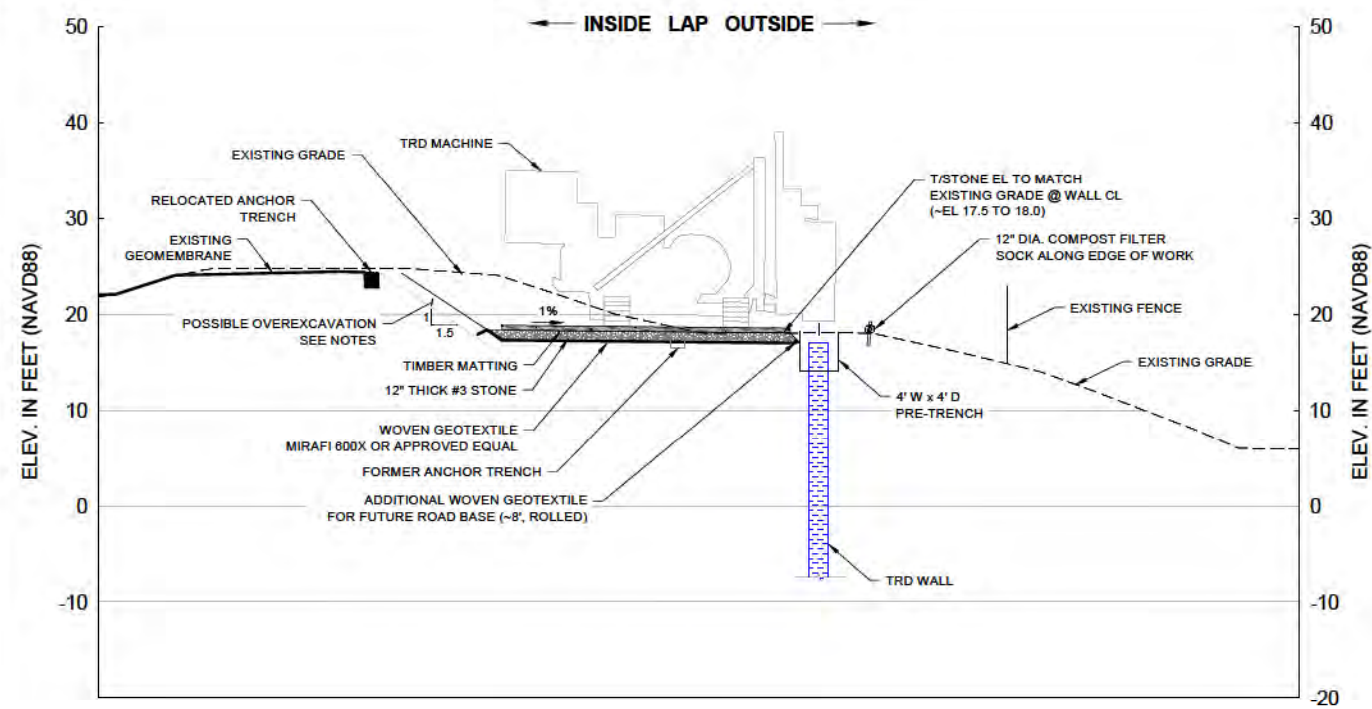 INSIDE LAP OUTSIDE
50
50
40
40
TRD MACHINE
EXISTING GRADE
T/STONE EL TO MATCH
EXISTING GRADE @ WALL CL
(~EL 17.5 TO 18.0)
RELOCATED ANCHOR
TRENCH
30
30
EXISTING
GEOMEMBRANE
12" DIA. COMPOST FILTER
SOCK ALONG EDGE OF WORK
ELEV. IN FEET (NAVD88)
ELEV. IN FEET (NAVD88)
20
20
POSSIBLE OVEREXCAVATION
SEE NOTES
1
1.5
1%
EXISTING FENCE
TIMBER MATTING
EXISTING GRADE
12" THICK #3 STONE
4' W x 4' D
PRE-TRENCH
10
10
WOVEN GEOTEXTILE
MIRAFI 600X OR APPROVED EQUAL
FORMER ANCHOR TRENCH
ADDITIONAL WOVEN GEOTEXTILE
FOR FUTURE ROAD BASE (~8', ROLLED)
0
0
TRD WALL
-10
-10
-20